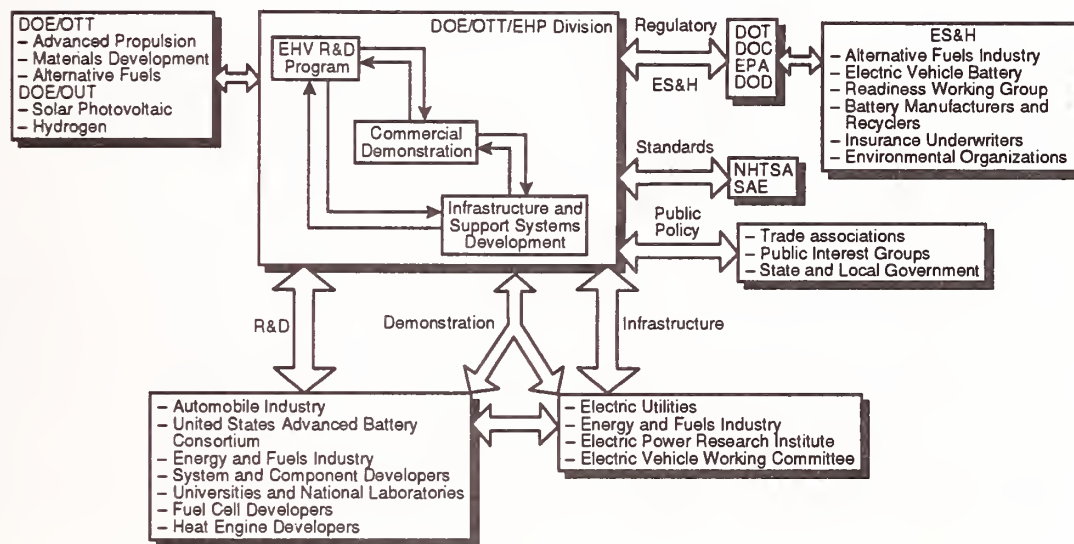 DOE/OTT
– Advanced Propulsion
– Materials Development
– Alternative Fuels
DOE/OUT
– Solar Photovoltaic
– Hydrogen
DOE/OTT/EHP Division
EHV R&D
Program
Commercial
Demonstration
Infrastructure and
Support Systems
Development
Regulatory
ES&H
DOT
DOC
EPA
DOD
ES&H
– Alternative Fuels Industry
– Electric Vehicle Battery
– Readiness Working Group
– Battery Manufacturers and
Recyclers
– Insurance Underwriters
– Environmental Organizations
Standards
NHTSA
SAE
Public
Policy
– Trade associations
– Public Interest Groups
– State and Local Government
R&D
Demonstration
Infrastructure
– Automobile Industry
– United States Advanced Battery
Consortium
– Energy and Fuels Industry
– System and Component Developers
– Universities and National Laboratories
– Fuel Cell Developers
– Heat Engine Developers
– Electric Utilities
– Energy and Fuels Industry
– Electric Power Research Institute
– Electric Vehicle Working Committee